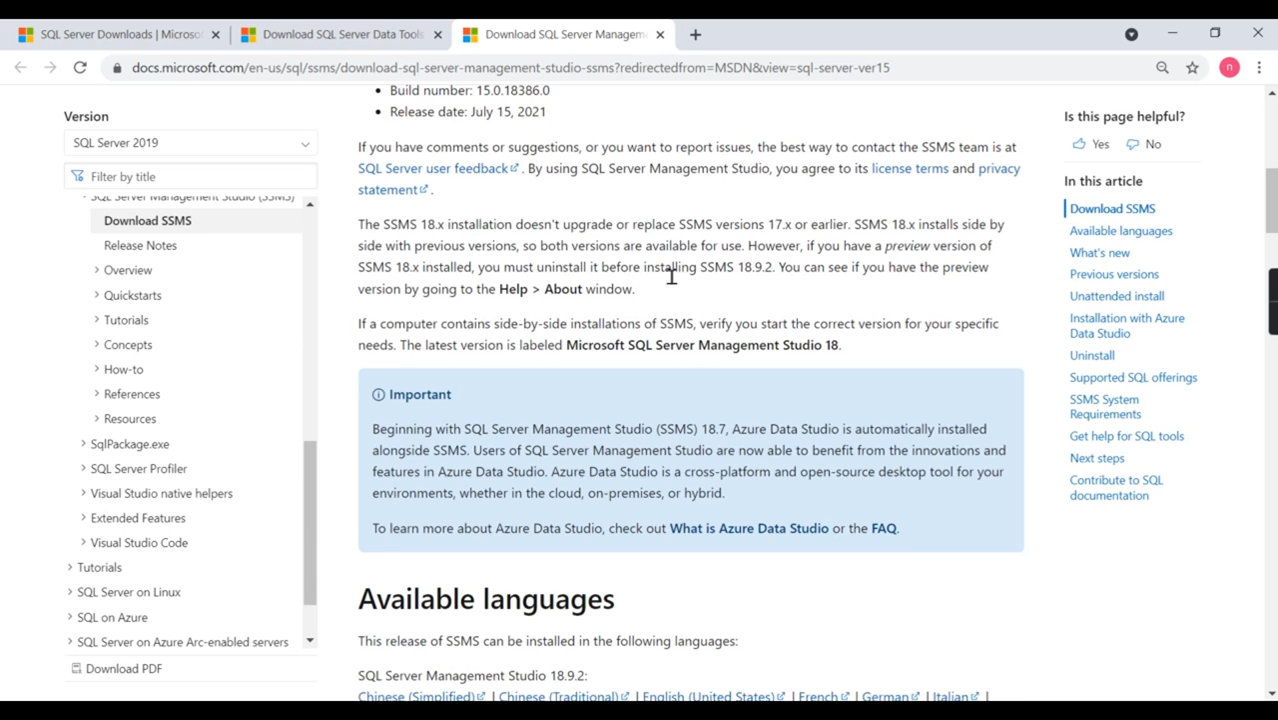 SQL Server Downloads | Microso
Download SQL Server Data Tools
Download SQL Server Managem
docs.microsoft.com/en-us/sql/ssms/download-sql-server-management-studio-ssms?redirectedfrom=MSDN&view=sql-server-ver15
n
Version
SQL Server 2019
Filter by title
SQL Server Management Studio (SSMS)
Download SSMS
Release Notes
Overview
Quickstarts
Tutorials
Concepts
How-to
References
Resources
SqlPackage.exe
SQL Server Profiler
Visual Studio native helpers
Extended Features
Visual Studio Code
Tutorials
SQL Server on Linux
SQL on Azure
SQL Server on Azure Arc-enabled servers
Download PDF
• Build number: 15.0.18386.0
• Release date: July 15, 2021
If you have comments or suggestions, or you want to report issues, the best way to contact the SSMS team is at
SQL Server user feedback. By using SQL Server Management Studio, you agree to its license terms and privacy
statement.
The SSMS 18.x installation doesn't upgrade or replace SSMS versions 17.x or earlier. SSMS 18.x installs side by
side with previous versions, so both versions are available for use. However, if you have a preview version of
SSMS 18.x installed, you must uninstall it before installing SSMS 18.9.2. You can see if you have the preview
version by going to the Help > About window.
If a computer contains side-by-side installations of SSMS, verify you start the correct version for your specific
needs. The latest version is labeled Microsoft SQL Server Management Studio 18.
Important
Beginning with SQL Server Management Studio (SSMS) 18.7, Azure Data Studio is automatically installed
alongside SSMS. Users of SQL Server Management Studio are now able to benefit from the innovations and
features in Azure Data Studio. Azure Data Studio is a cross-platform and open-source desktop tool for your
environments, whether in the cloud, on-premises, or hybrid.
To learn more about Azure Data Studio, check out What is Azure Data Studio or the FAQ.
Available languages
This release of SSMS can be installed in the following languages:
SQL Server Management Studio 18.9.2:
Chinese (Simplified) | Chinese (Traditional) | English (United States) | French | German | Italian |
Is this page helpful?
Yes No
In this article
Download SSMS
Available languages
What's new
Previous versions
Unattended install
Installation with Azure
Data Studio
Uninstall
Supported SQL offerings
SSMS System
Requirements
Get help for SQL tools
Next steps
Contribute to SQL
documentation